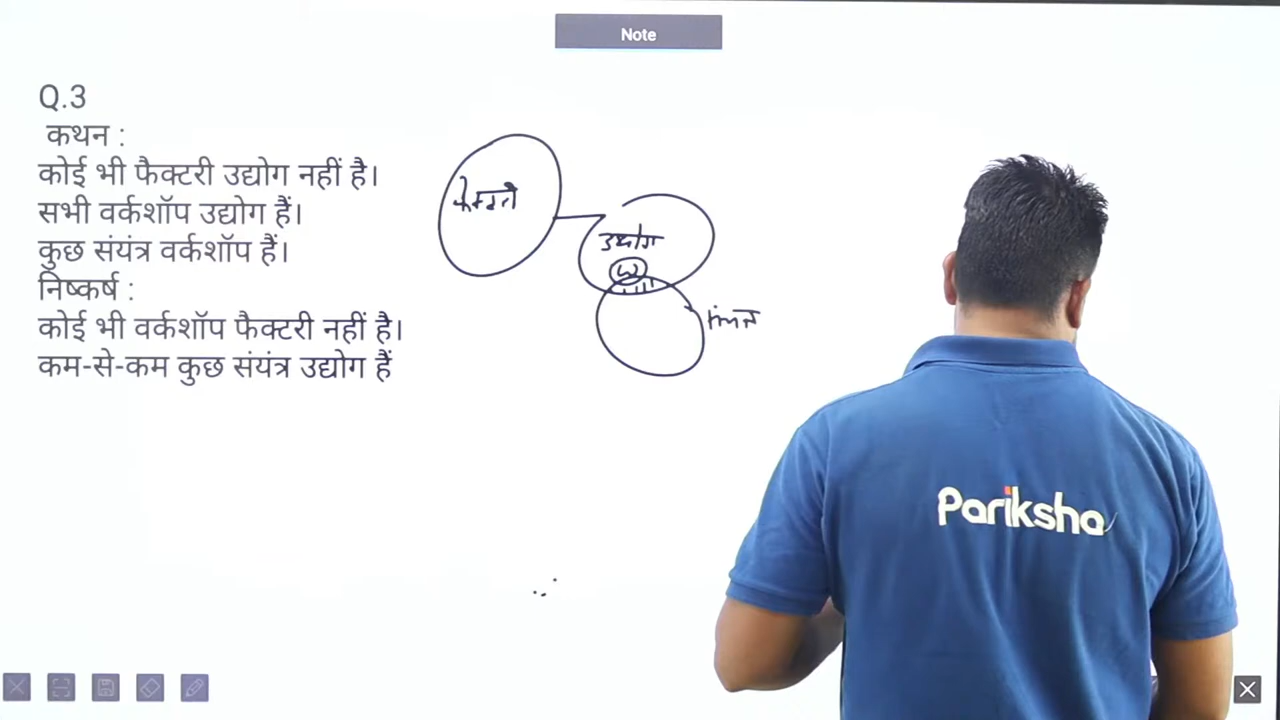 Note
Q.3
कथन :
कोई भी फैक्टरी उद्योग नहीं है।
सभी वर्कशॉप उद्योग हैं।
कुछ संयंत्र वर्कशॉप हैं।
निष्कर्ष :
कोई भी वर्कशॉप फैक्टरी नहीं है।
कम-से-कम कुछ संयंत्र उद्योग हैं
उद्योग
W
Pariksha